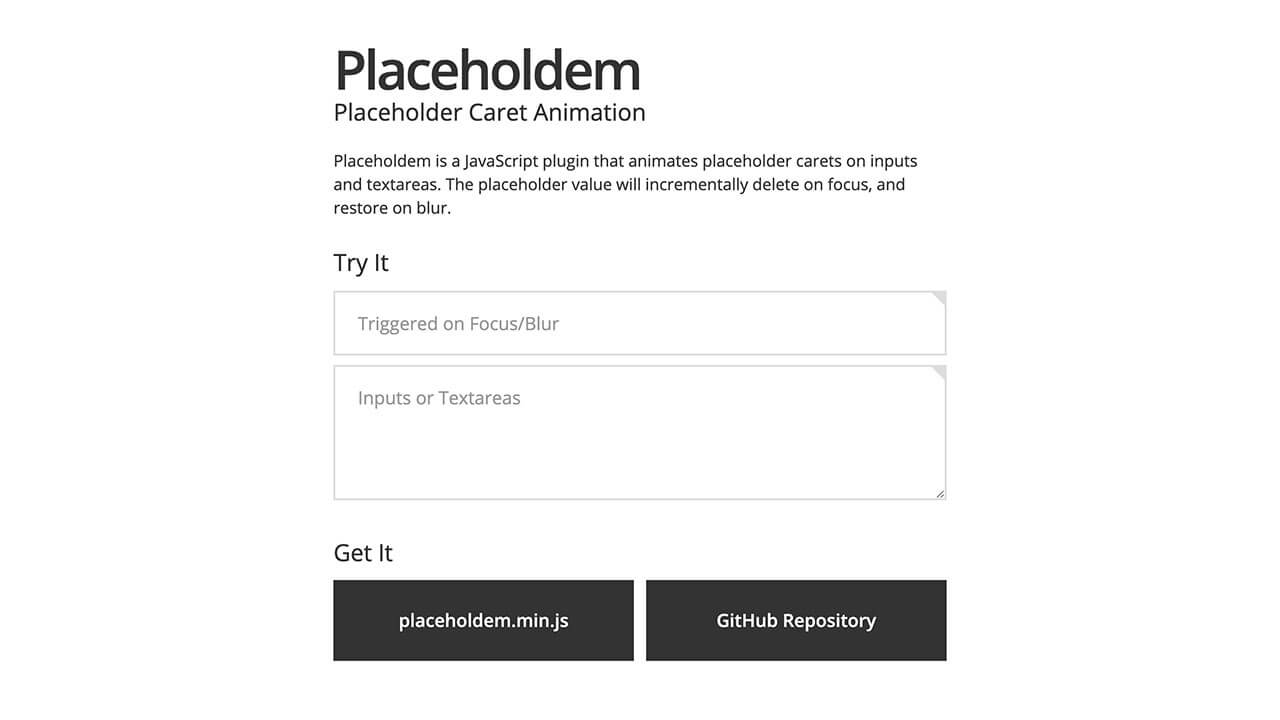 Placeholdem
Placeholder Caret Animation
Placeholdem is a JavaScript plugin that animates placeholder carets on inputs
and textareas. The placeholder value will incrementally delete on focus, and
restore on blur.
Try It
Triggered on Focus/Blur
Inputs or Textareas
Get It
placeholdem.min.js
GitHub Repository